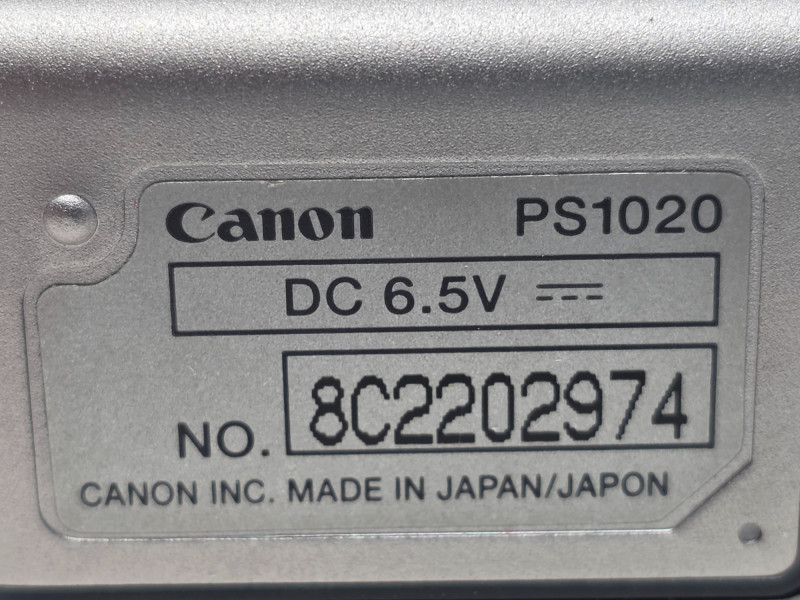 Canon PS1020
DC 6.5V ⎓
NO. 8C2202974
CANON INC. MADE IN JAPAN/JAPON